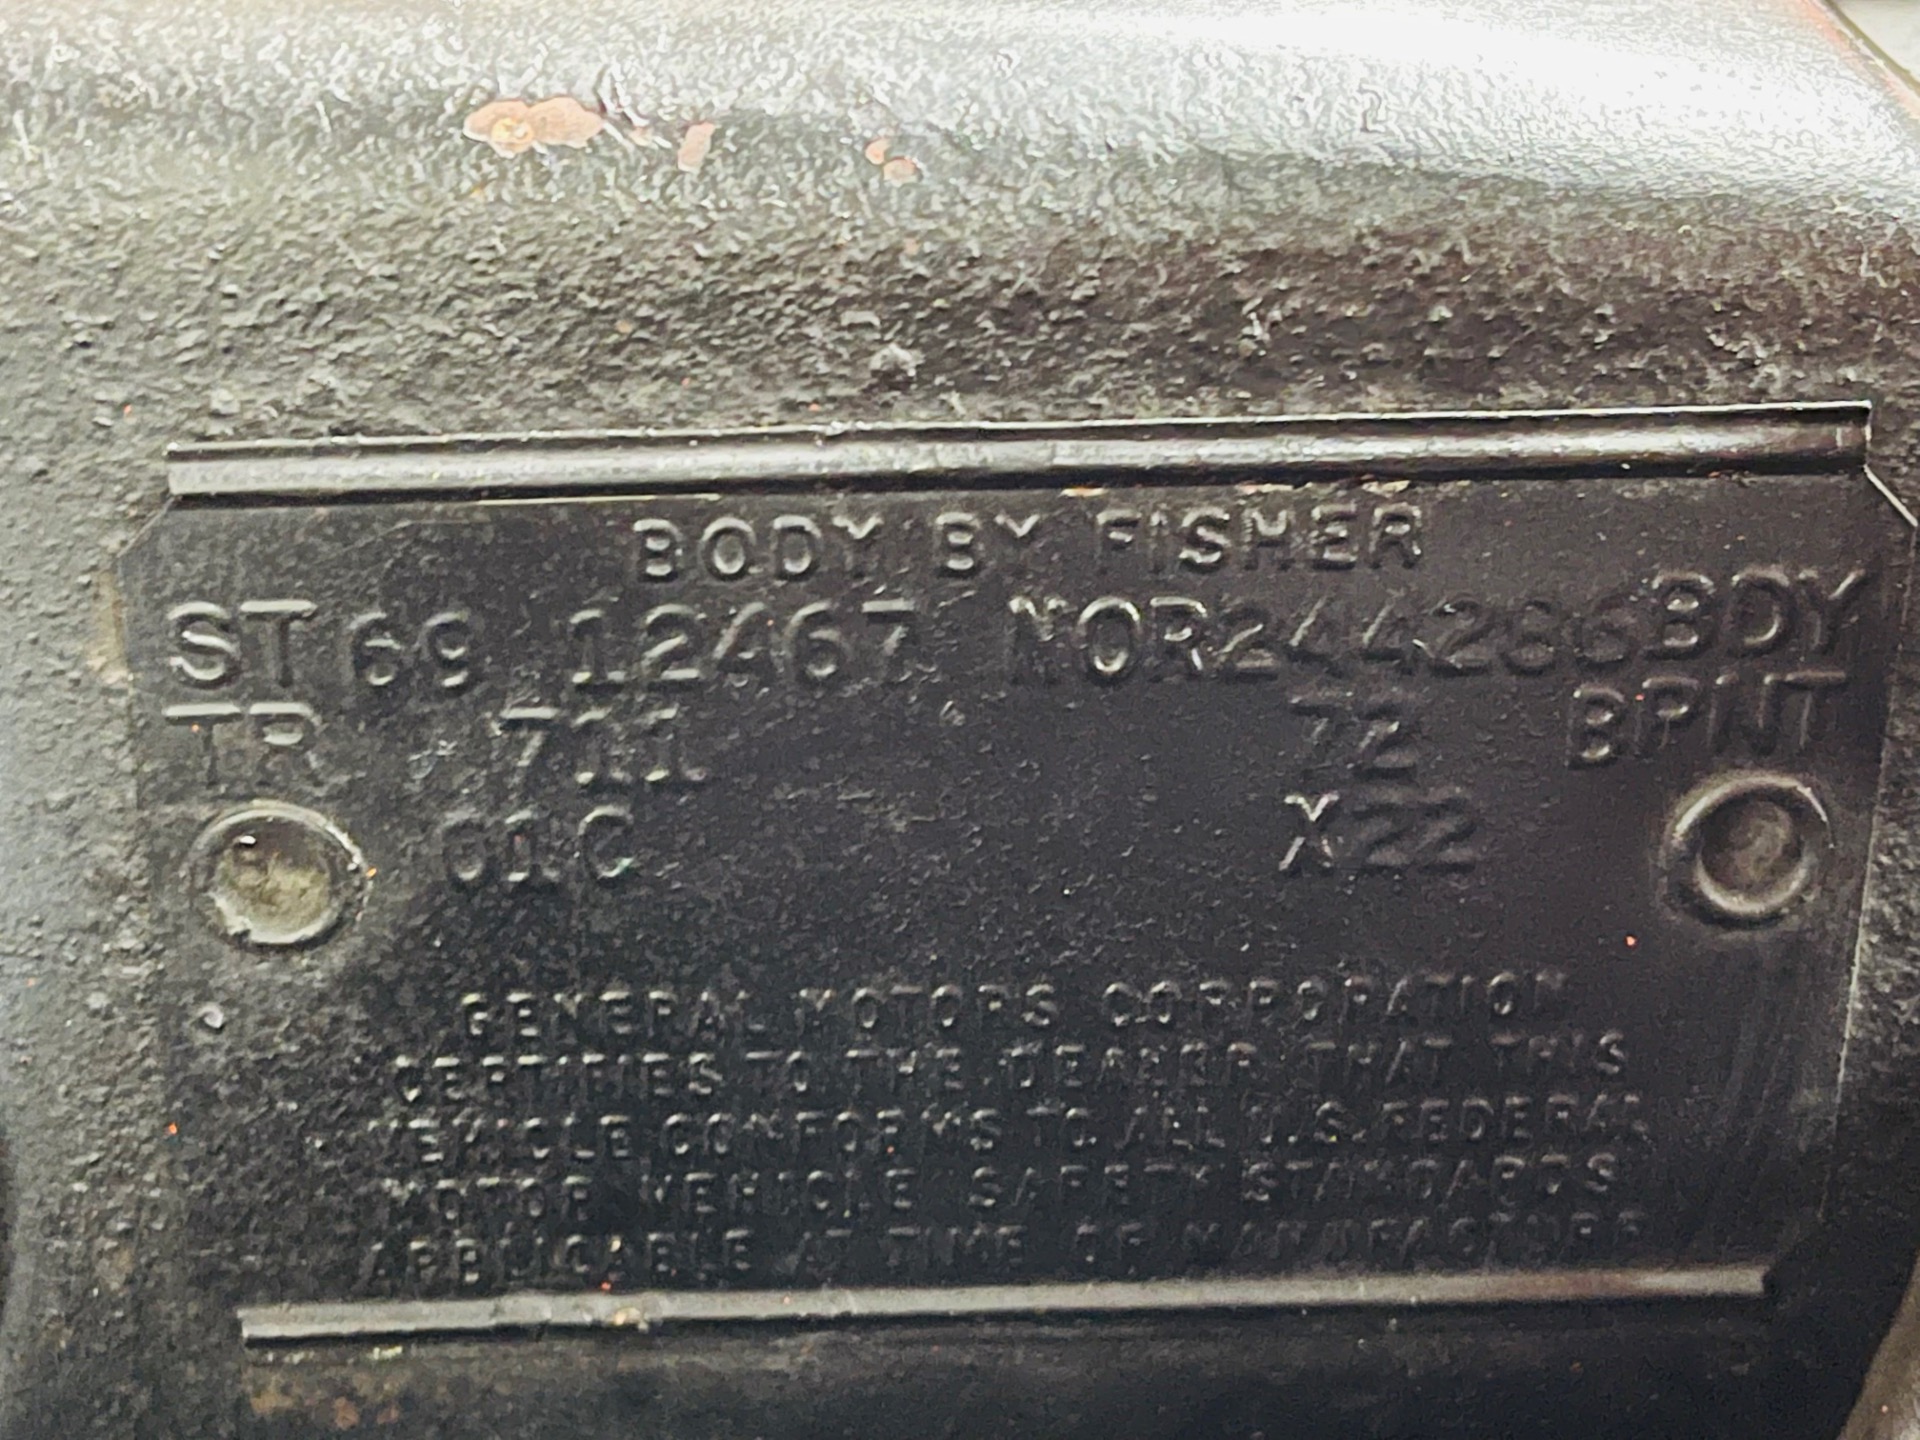 BODY BY FISHER
ST 69 12467 NOR244286 BDY
TR 711 72 BPNT
01C X22
GENERAL MOTORS CORPORATION
CERTIFIES TO THE DEALER THAT THIS
VEHICLE CONFORMS TO ALL U.S. FEDERAL
MOTOR VEHICLE SAFETY STANDARDS
APPLICABLE AT TIME OF MANUFACTURE